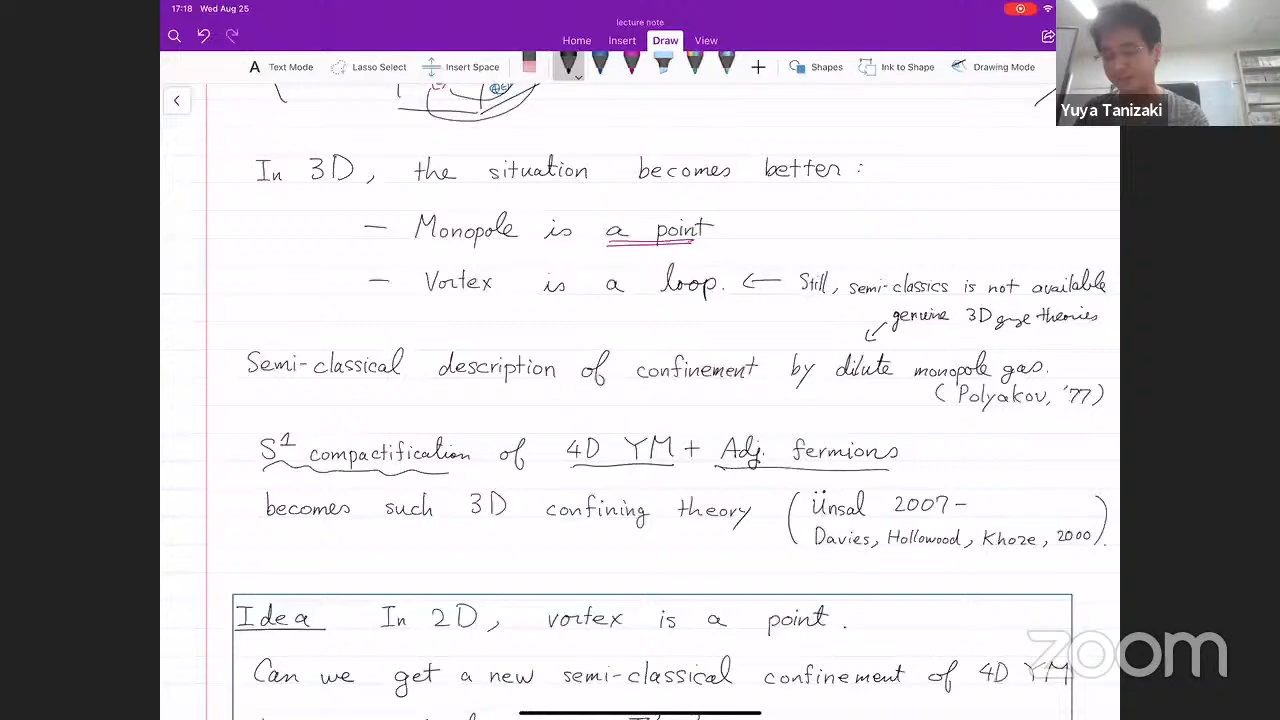 17:18 Wed Aug 25
lecture note
Home Insert Draw View
A Text Mode Lasso Select Insert Space Shapes Ink to Shape Drawing Mode
Yuya Tanizaki
In 3D, the situation becomes better:
— Monopole is a point
— Vortex is a loop. ← Still, semi-classics is not available
genuine 3D gauge theories
Semi-classical description of confinement by dilute monopole gas.
(Polyakov, '77)
S¹ compactification of 4D YM + Adj. fermions
becomes such 3D confining theory (Ünsal 2007-
Davies, Hollowood, Khoze, 2000).
Idea In 2D, vortex is a point.
Can we get a new semi-classical confinement of 4D YM
zoom